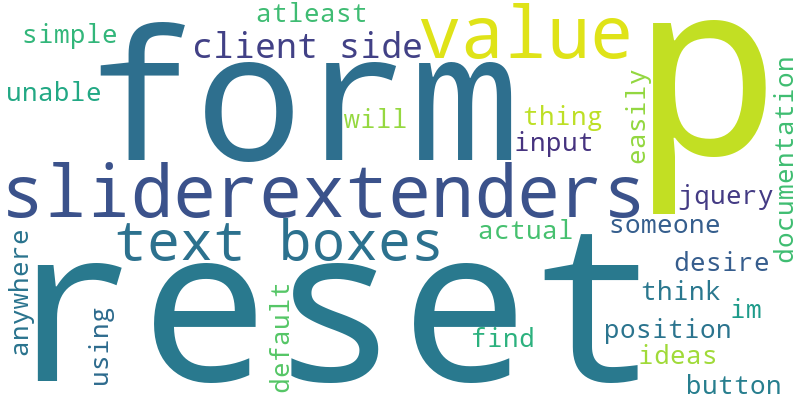 atleast
simple
client side
value
p
form
unable
will
thing
input
easily
documentation
sliderextenders
jquery
text boxes
actual
someone
anywhere
reset
desire
using
default
think
im
find
position
ideas
button